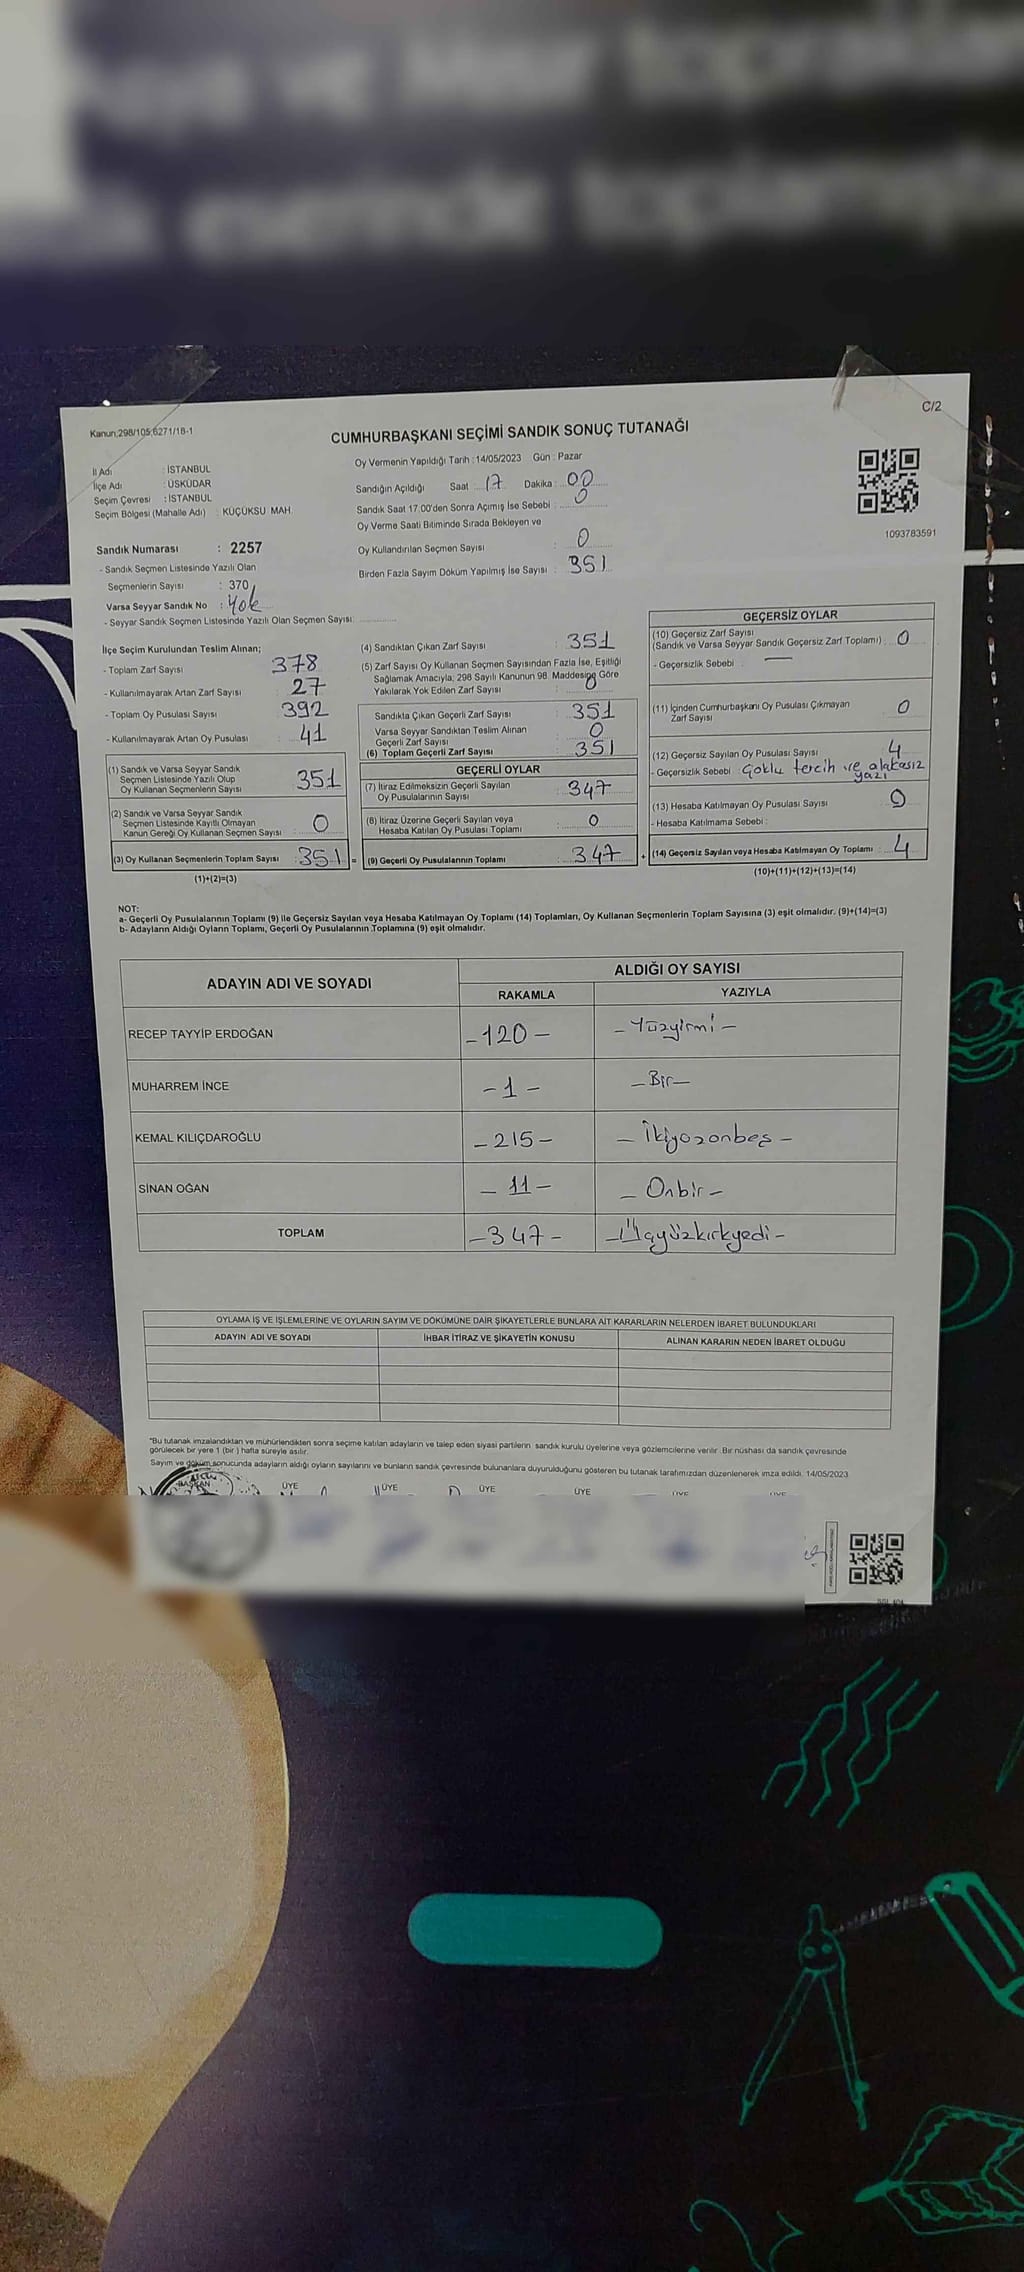 aya ve Mısır toprakları
eserinde toplamıştı
C/2
Kanun;298/105;6271/18-1
CUMHURBAŞKANI SEÇİMİ SANDIK SONUÇ TUTANAĞI
İl Adı : İSTANBUL
İlçe Adı : ÜSKÜDAR
Seçim Çevresi : İSTANBUL
Seçim Bölgesi (Mahalle Adı) : KÜÇÜKSU MAH.
Sandık Numarası : 2257
- Sandık Seçmen Listesinde Yazılı Olan
Seçmenlerin Sayısı : 370
Varsa Seyyar Sandık No : Yok
- Seyyar Sandık Seçmen Listesinde Yazılı Olan Seçmen Sayısı:
Oy Vermenin Yapıldığı Tarih : 14/05/2023 Gün : Pazar
Sandığın Açıldığı Saat : 17 Dakika : 00
Sandık Saat 17.00'den Sonra Açımış İse Sebebi : 0
Oy Verme Saati Bitiminde Sırada Bekleyen ve
Oy Kullandırılan Seçmen Sayısı : 0
Birden Fazla Sayım Döküm Yapılmış İse Sayısı : 351
1093783591
İlçe Seçim Kurulundan Teslim Alınan;
- Toplam Zarf Sayısı 378
- Kullanılmayarak Artan Zarf Sayısı : 27
- Toplam Oy Pusulası Sayısı : 392
- Kullanılmayarak Artan Oy Pusulası : 41
(1) Sandık ve Varsa Seyyar Sandık
Seçmen Listesinde Yazılı Olup
Oy Kullanan Seçmenlerin Sayısı : 351
(2) Sandık ve Varsa Seyyar Sandık
Seçmen Listesinde Kayıtlı Olmayan
Kanun Gereği Oy Kullanan Seçmen Sayısı : 0
(3) Oy Kullanan Seçmenlerin Toplam Sayısı : 351 =
(1)+(2)=(3)
(4) Sandıktan Çıkan Zarf Sayısı : 351
(5) Zarf Sayısı Oy Kullanan Seçmen Sayısından Fazla İse, Eşitliği
Sağlamak Amacıyla; 298 Sayılı Kanunun 98. Maddesine Göre
Yakılarak Yok Edilen Zarf Sayısı : 0
Sandıkta Çıkan Geçerli Zarf Sayısı : 351
Varsa Seyyar Sandıktan Teslim Alınan
Geçerli Zarf Sayısı : 0
(6) Toplam Geçerli Zarf Sayısı : 351
GEÇERLİ OYLAR
(7) İtiraz Edilmeksizin Geçerli Sayılan
Oy Pusulalarının Sayısı : 347
(8) İtiraz Üzerine Geçerli Sayılan veya
Hesaba Katılan Oy Pusulası Toplamı : 0
(9) Geçerli Oy Pusulalarının Toplamı : 347 +
GEÇERSİZ OYLAR
(10) Geçersiz Zarf Sayısı
(Sandık ve Varsa Seyyar Sandık Geçersiz Zarf Toplamı) : 0
- Geçersizlik Sebebi : —
(11) İçinden Cumhurbaşkanı Oy Pusulası Çıkmayan
Zarf Sayısı : 0
(12) Geçersiz Sayılan Oy Pusulası Sayısı : 4
- Geçersizlik Sebebi : Çoklu tercih ve alakasız
yazı
(13) Hesaba Katılmayan Oy Pusulası Sayısı : 0
- Hesaba Katılmama Sebebi :
(14) Geçersiz Sayılan veya Hesaba Katılmayan Oy Toplamı : 4
(10)+(11)+(12)+(13)=(14)
NOT:
a- Geçerli Oy Pusulalarının Toplamı (9) ile Geçersiz Sayılan veya Hesaba Katılmayan Oy Toplamı (14) Toplamları, Oy Kullanan Seçmenlerin Toplam Sayısına (3) eşit olmalıdır. (9)+(14)=(3)
b- Adayların Aldığı Oyların Toplamı, Geçerli Oy Pusulalarının Toplamına (9) eşit olmalıdır.
ADAYIN ADI VE SOYADI ALDIĞI OY SAYISI
RAKAMLA YAZIYLA
RECEP TAYYİP ERDOĞAN -120- -Yüzyirmi-
MUHARREM İNCE -1- -Bir-
KEMAL KILIÇDAROĞLU -215- -İkiyüzonbeş-
SİNAN OĞAN -11- -Onbir-
TOPLAM -347- -Üçyüzkırkyedi-
OYLAMA İŞ VE İŞLEMLERİNE VE OYLARIN SAYIM VE DÖKÜMÜNE DAİR ŞİKAYETLERLE BUNLARA AİT KARARLARIN NELERDEN İBARET BULUNDUKLARI
ADAYIN ADI VE SOYADI İHBAR İTİRAZ VE ŞİKAYETİN KONUSU ALINAN KARARIN NEDEN İBARET OLDUĞU
"Bu tutanak imzalandıktan ve mühürlendikten sonra seçime katılan adayların ve talep eden siyasi partilerin sandık kurulu üyelerine veya gözlemcilerine verilir. Bir nüshası da sandık çevresinde
görülecek bir yere 1 (bir ) hafta süreyle asılır.
Sayım ve döküm sonucunda adayların aldığı oyların sayılarını ve bunların sandık çevresinde bulunanlara duyurulduğunu gösteren bu tutanak tarafımızdan düzenlenerek imza edildi. 14/05/2023
BAŞKAN ÜYE ÜYE ÜYE ÜYE ÜYE ÜYE